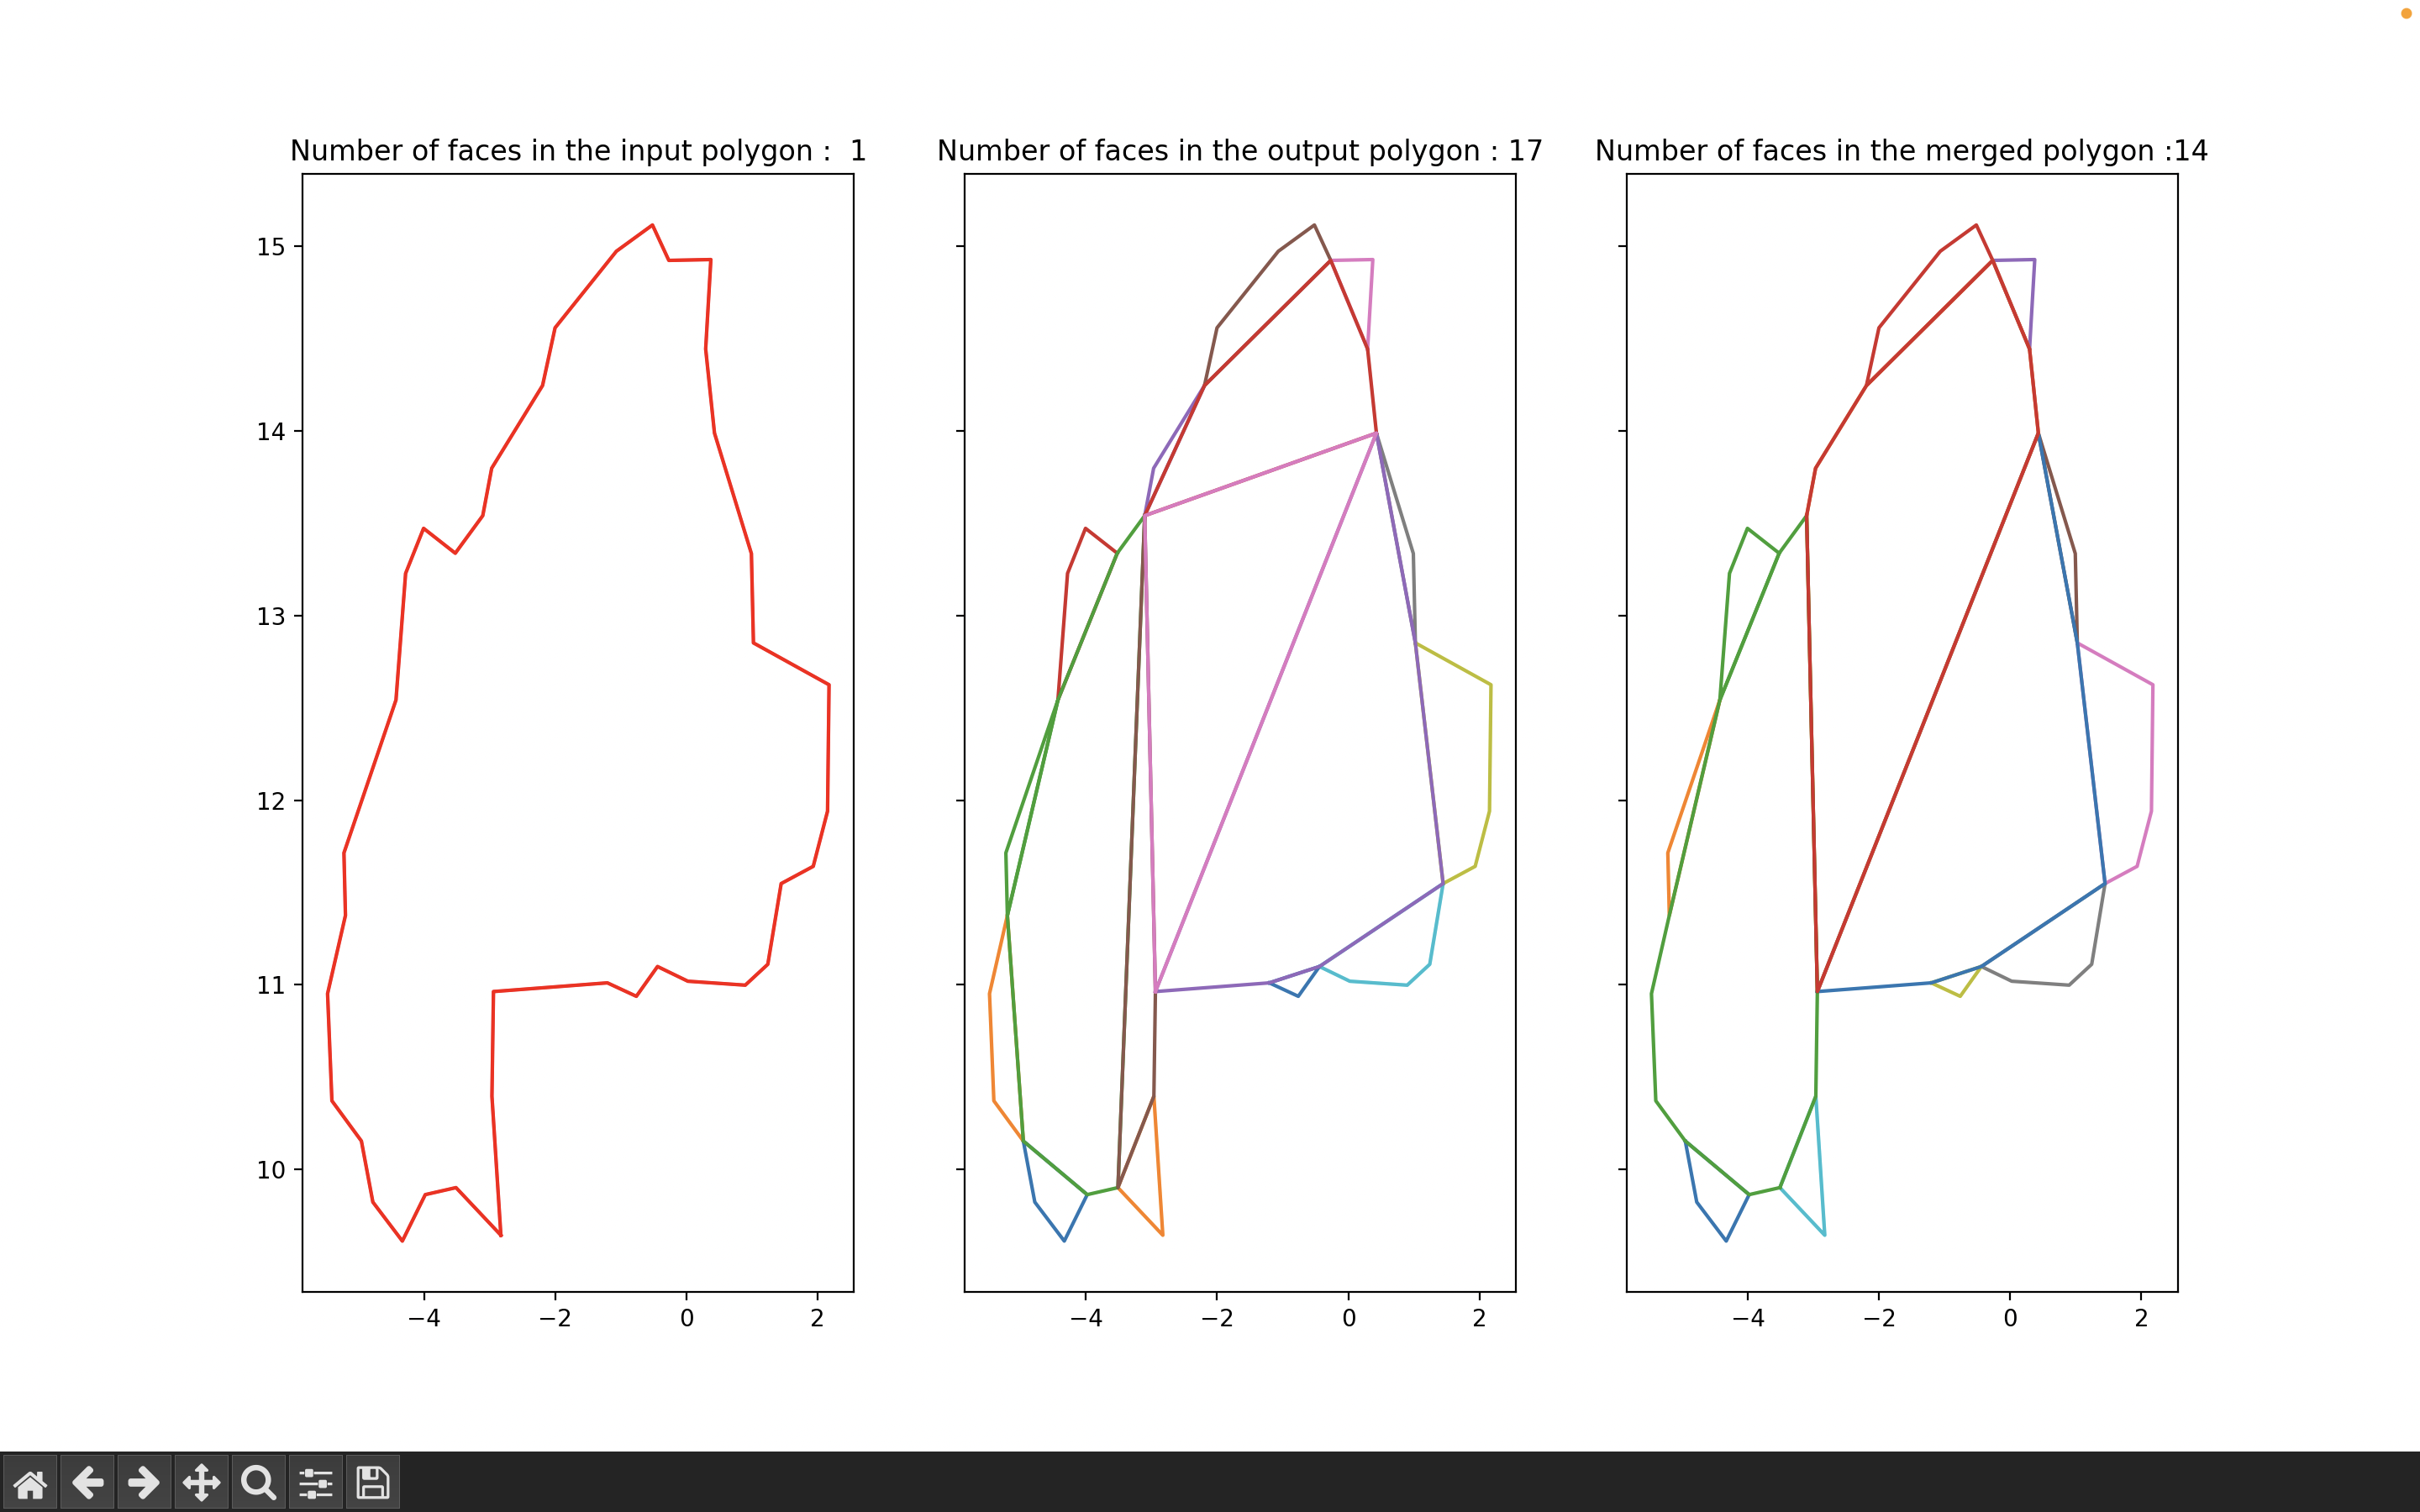 Number of faces in the input polygon :  1
Number of faces in the output polygon : 17
Number of faces in the merged polygon :14
15
14
13
12
11
10
−4 −2 0 2
−4 −2 0 2
−4 −2 0 2